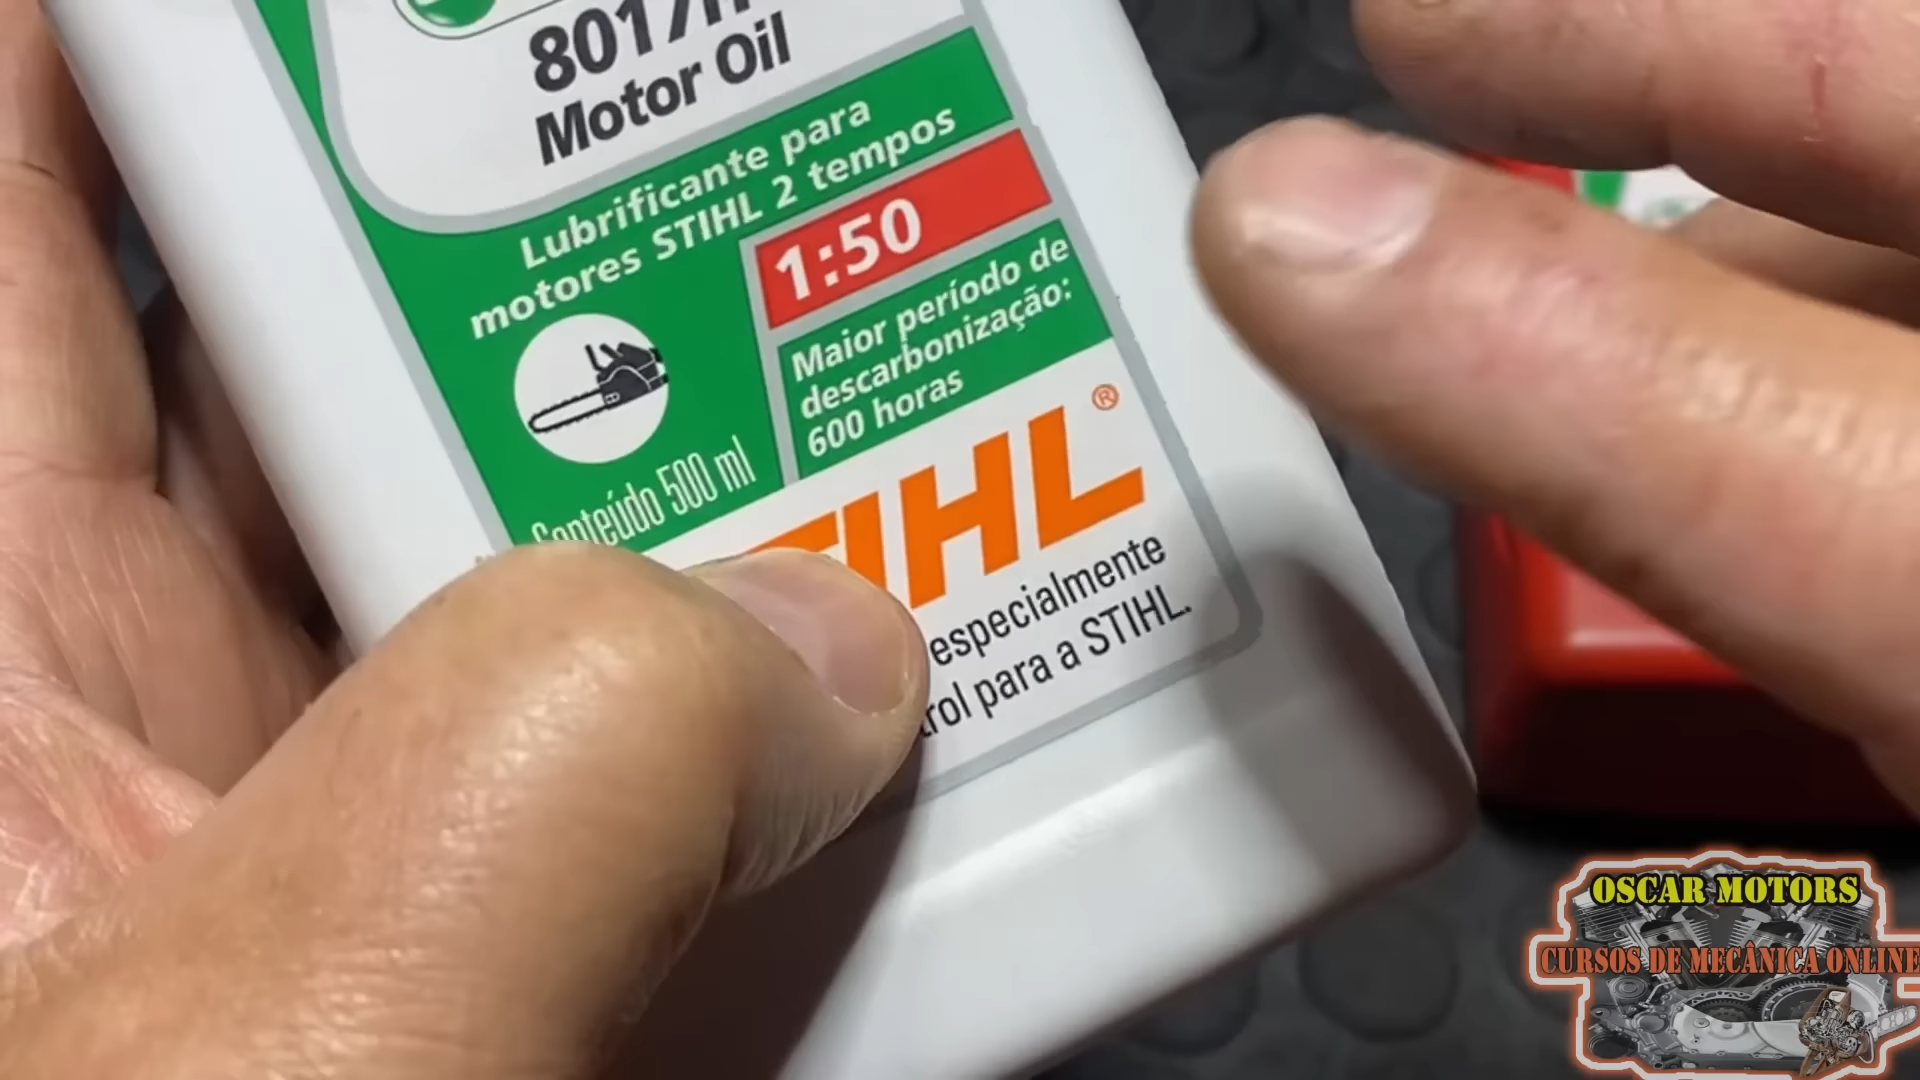 Motor Oil
Lubrificante para
motores STIHL 2 tempos
1:50
Maior período de
descarbonização:
600 horas
Conteúdo 500 ml
STIHL®
especialmente
para a STIHL.
OSCAR MOTORS
CURSOS DE MECÂNICA ONLINE